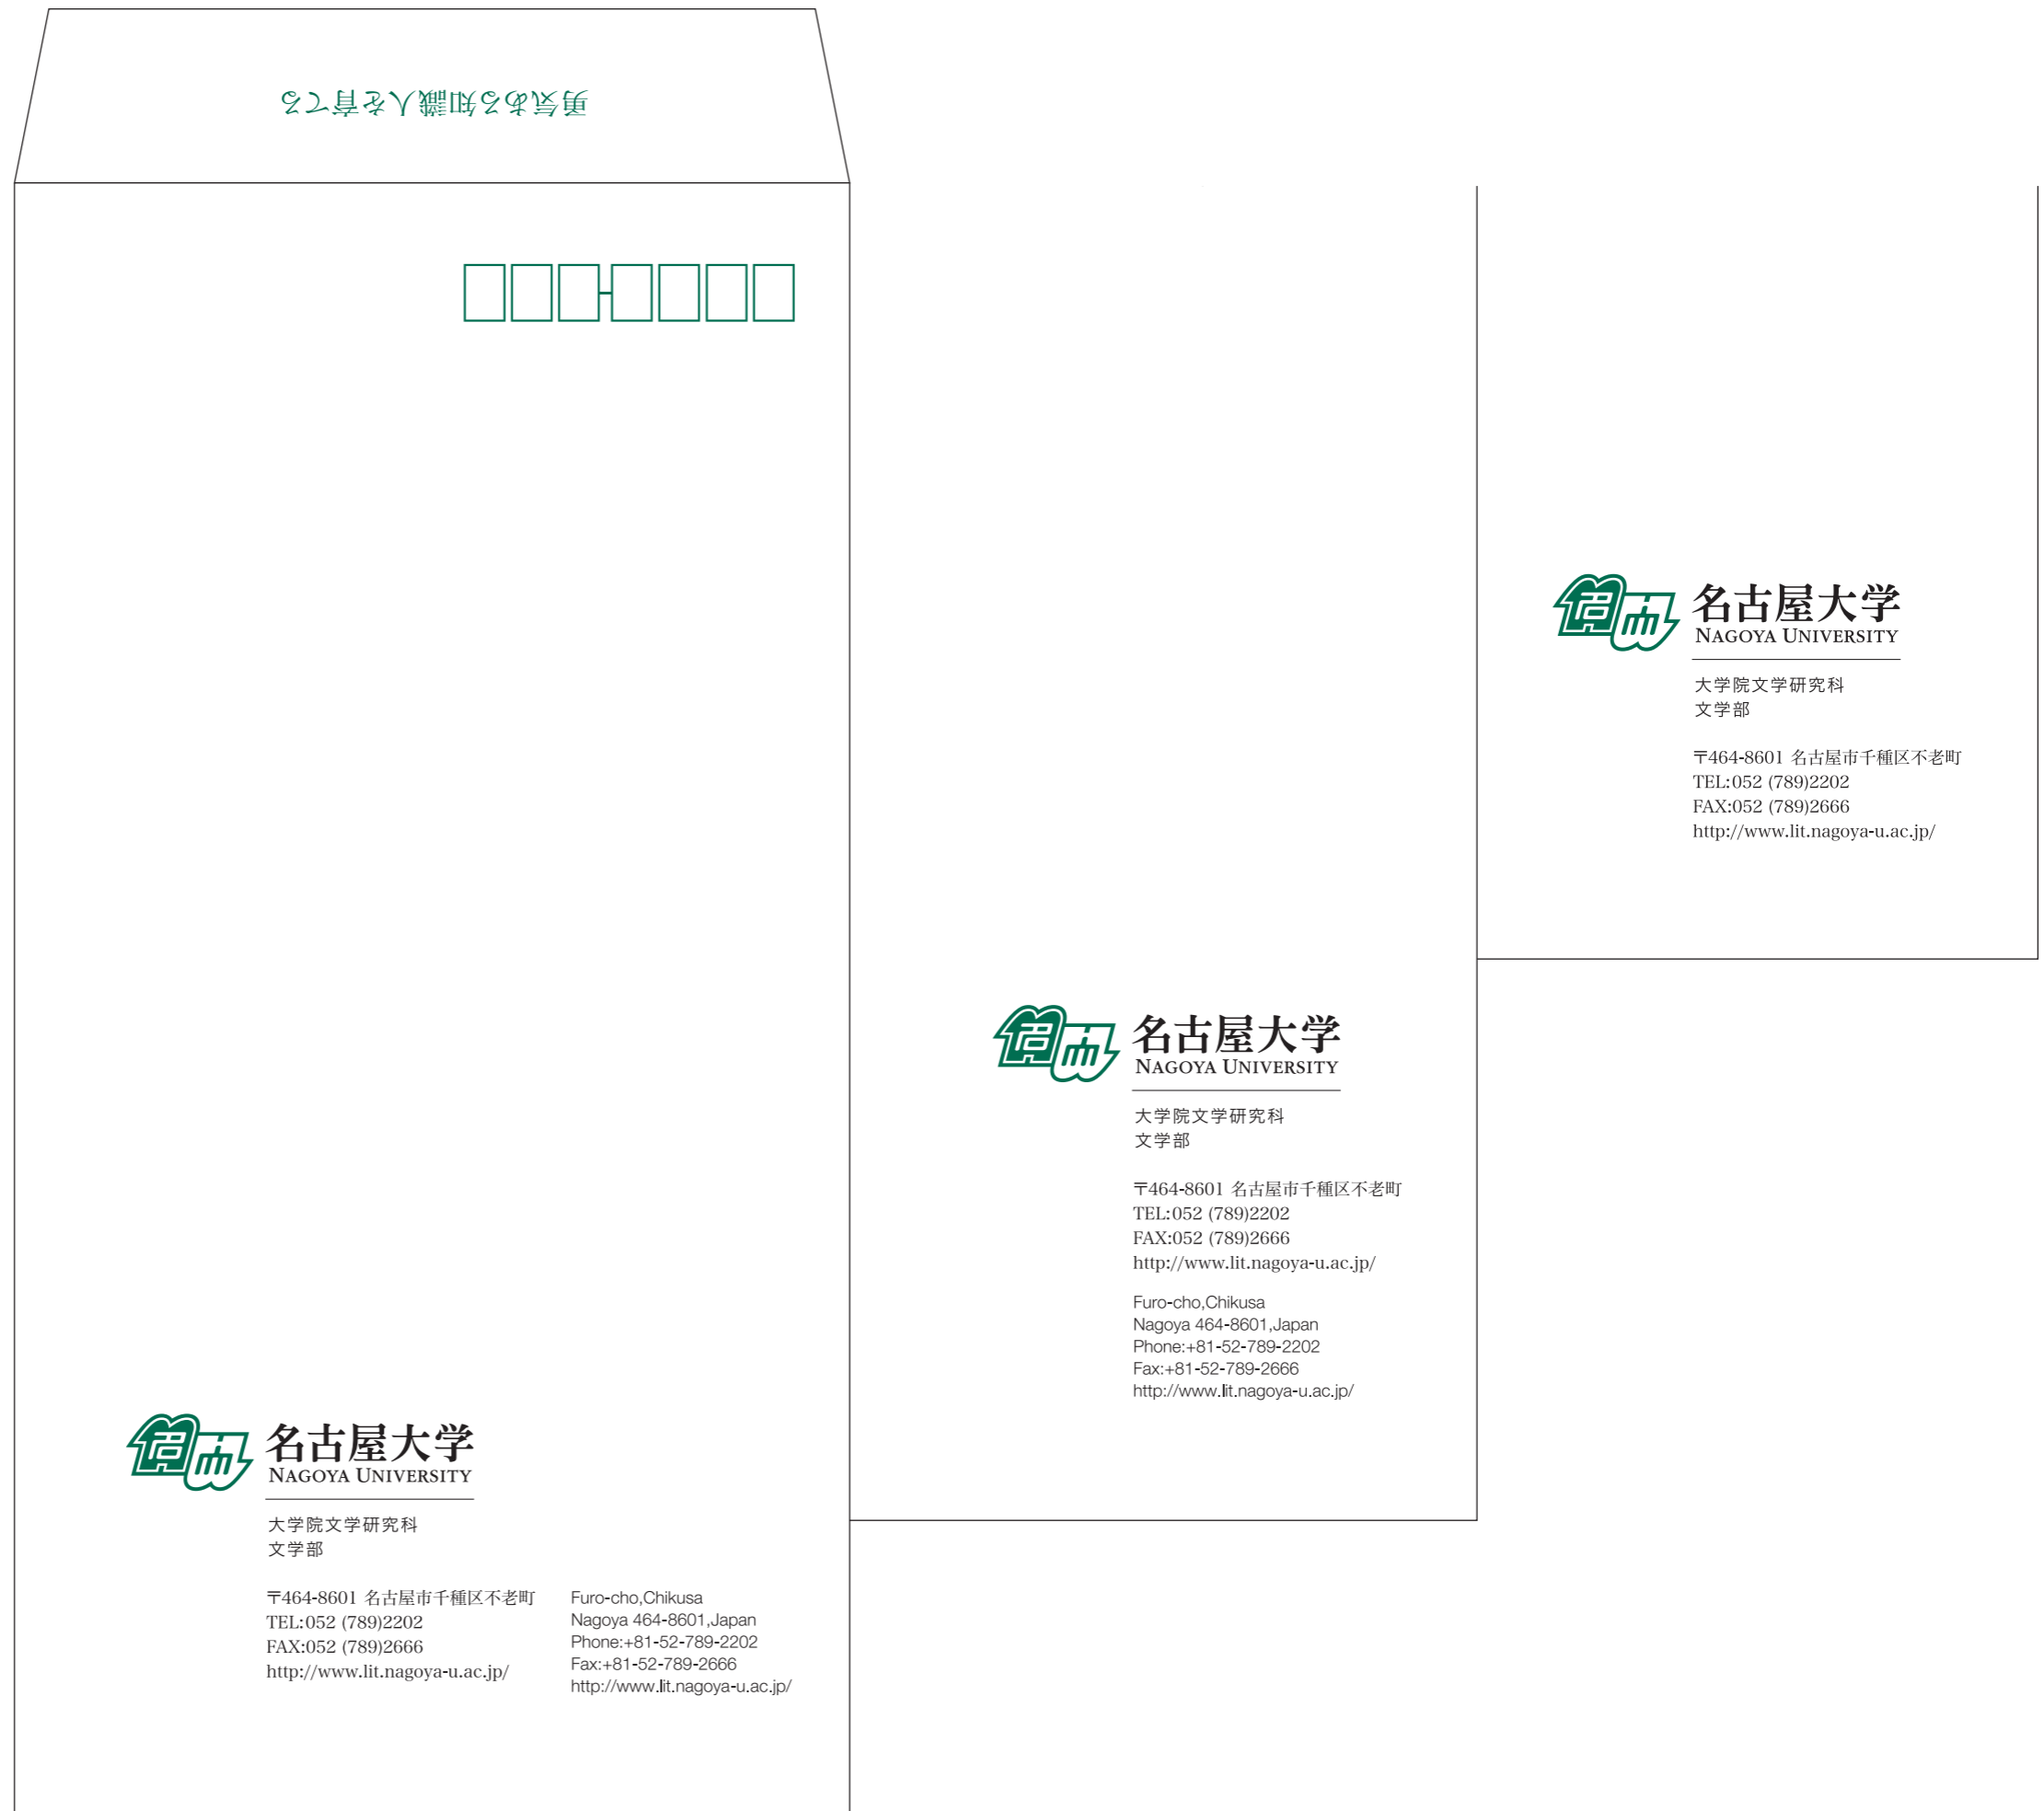 勇気ある知識人を育てる
名古屋大学
NAGOYA UNIVERSITY
大学院文学研究科
文学部
〒464-8601 名古屋市千種区不老町
TEL:052 (789)2202
FAX:052 (789)2666
http://www.lit.nagoya-u.ac.jp/
Furo-cho,Chikusa
Nagoya 464-8601,Japan
Phone:+81-52-789-2202
Fax:+81-52-789-2666
http://www.lit.nagoya-u.ac.jp/
名古屋大学
NAGOYA UNIVERSITY
大学院文学研究科
文学部
〒464-8601 名古屋市千種区不老町
TEL:052 (789)2202
FAX:052 (789)2666
http://www.lit.nagoya-u.ac.jp/
Furo-cho,Chikusa
Nagoya 464-8601,Japan
Phone:+81-52-789-2202
Fax:+81-52-789-2666
http://www.lit.nagoya-u.ac.jp/
名古屋大学
NAGOYA UNIVERSITY
大学院文学研究科
文学部
〒464-8601 名古屋市千種区不老町
TEL:052 (789)2202
FAX:052 (789)2666
http://www.lit.nagoya-u.ac.jp/